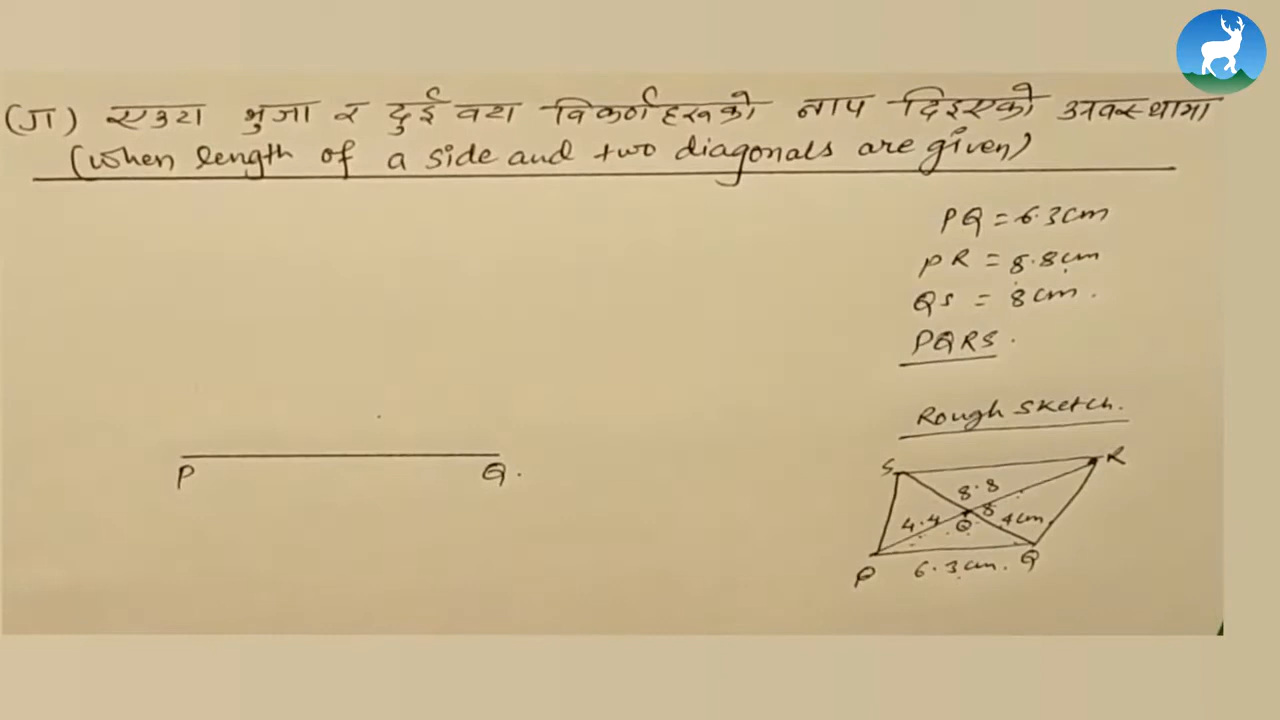 (ग) एउटा भुजा र दुई वटा विकर्णहरूको नाप दिइएको अवस्थामा
(when length of a side and two diagonals are given)
PQ = 6.3cm
PR = 8.8cm
QS = 8cm.
PQRS.
Rough Sketch.
S R
8.8
4.4 O 8 4cm
P 6.3cm. Q
P Q.